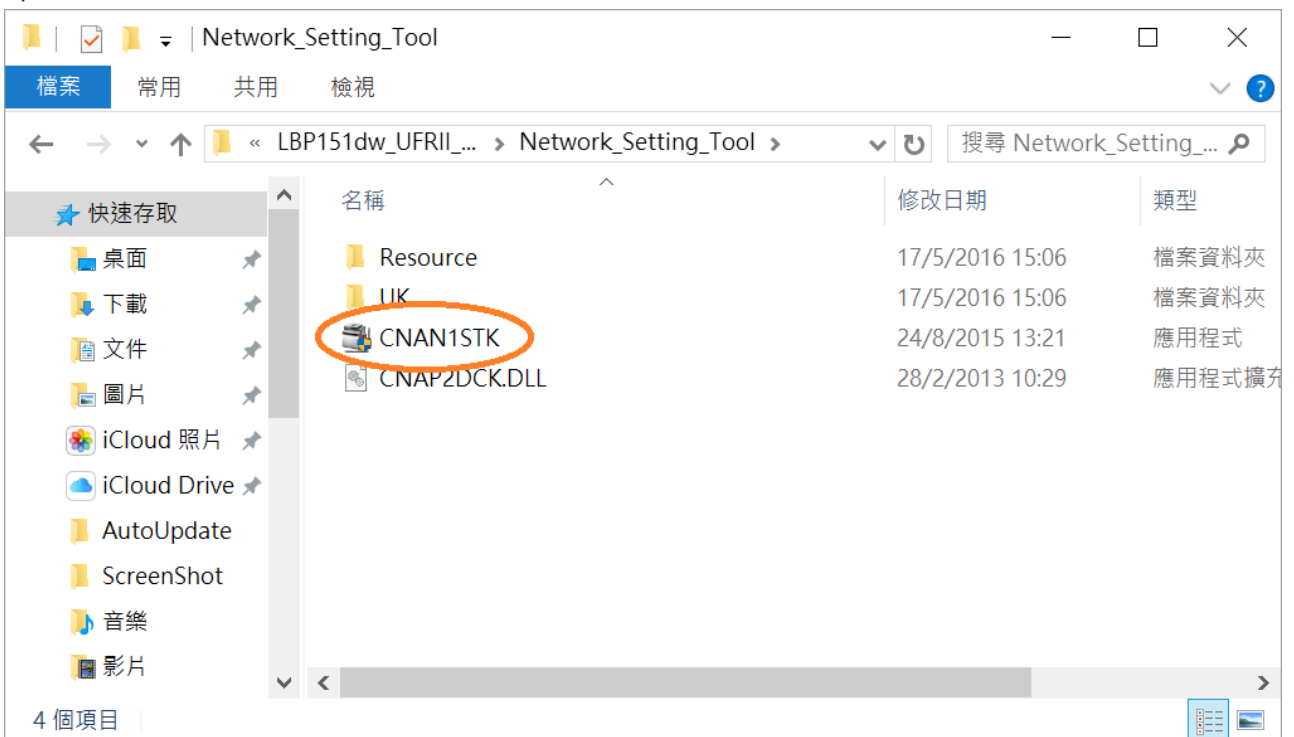 Network_Setting_Tool
檔案 常用 共用 檢視
« LBP151dw_UFRII_... > Network_Setting_Tool > 搜尋 Network_Setting_...
名稱 修改日期 類型
快速存取
桌面
下載
文件
圖片
iCloud 照片
iCloud Drive
AutoUpdate
ScreenShot
音樂
影片
Resource 17/5/2016 15:06 檔案資料夾
UK 17/5/2016 15:06 檔案資料夾
CNAN1STK 24/8/2015 13:21 應用程式
CNAP2DCK.DLL 28/2/2013 10:29 應用程式擴充
4 個項目